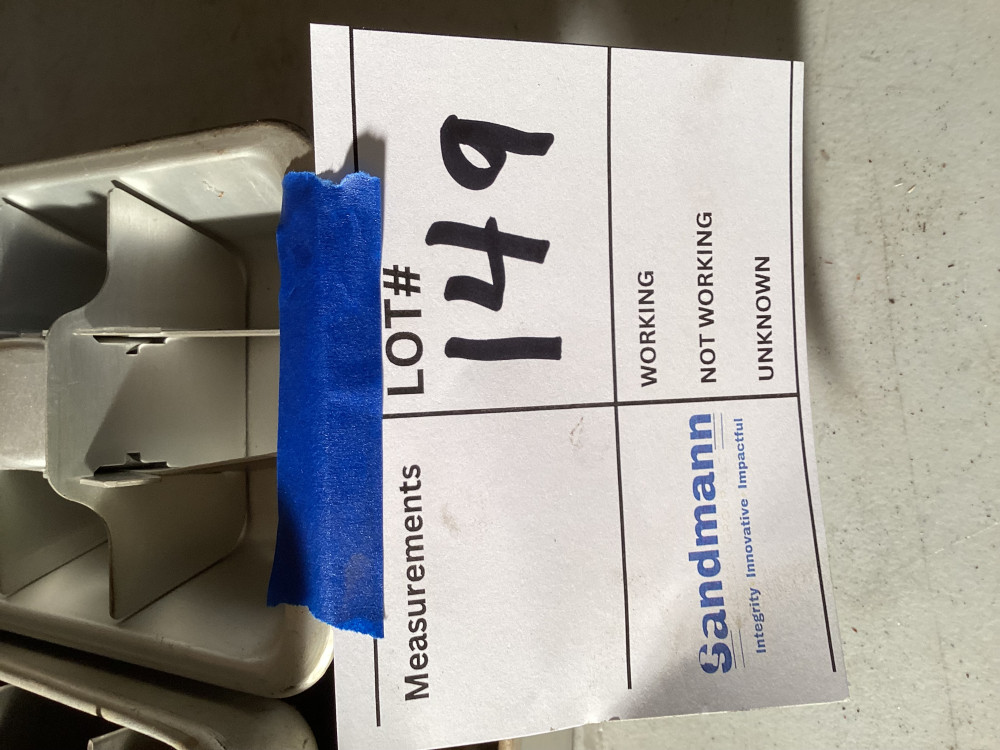 Measurements
LOT#
149
Sandmann
Integrity Innovative Impactful
WORKING
NOT WORKING
UNKNOWN